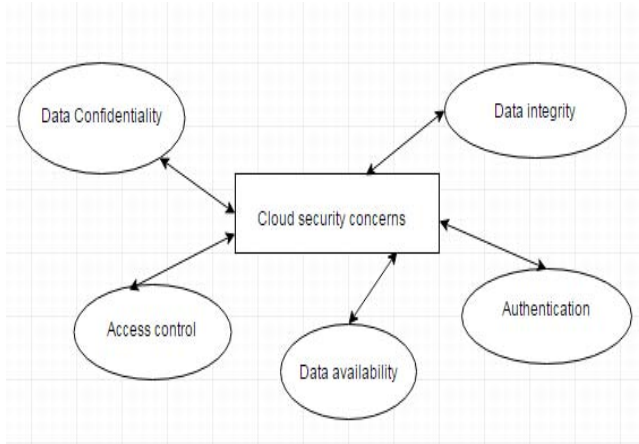 Data Confidentiality
Data integrity
Cloud security concerns
Access control
Data availability
Authentication